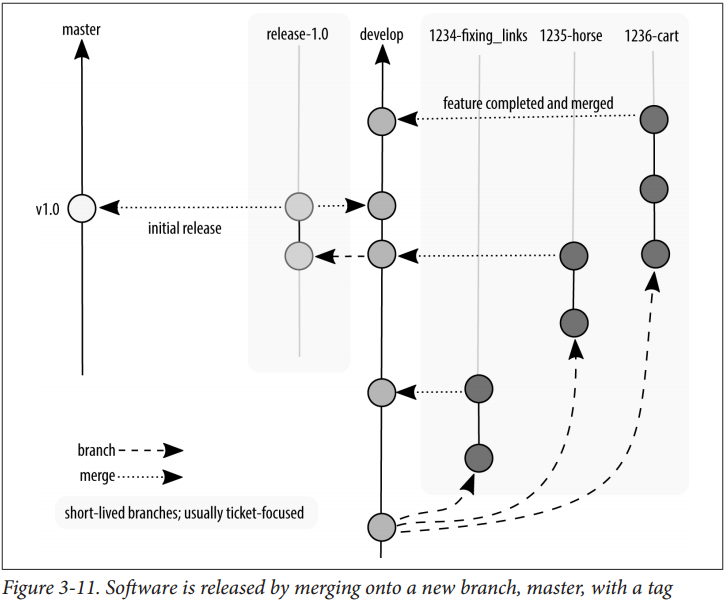 master
release-1.0
develop
1234-fixing_links
1235-horse
1236-cart
feature completed and merged
v1.0
initial release
branch
merge
short-lived branches; usually ticket-focused
Figure 3-11. Software is released by merging onto a new branch, master, with a tag